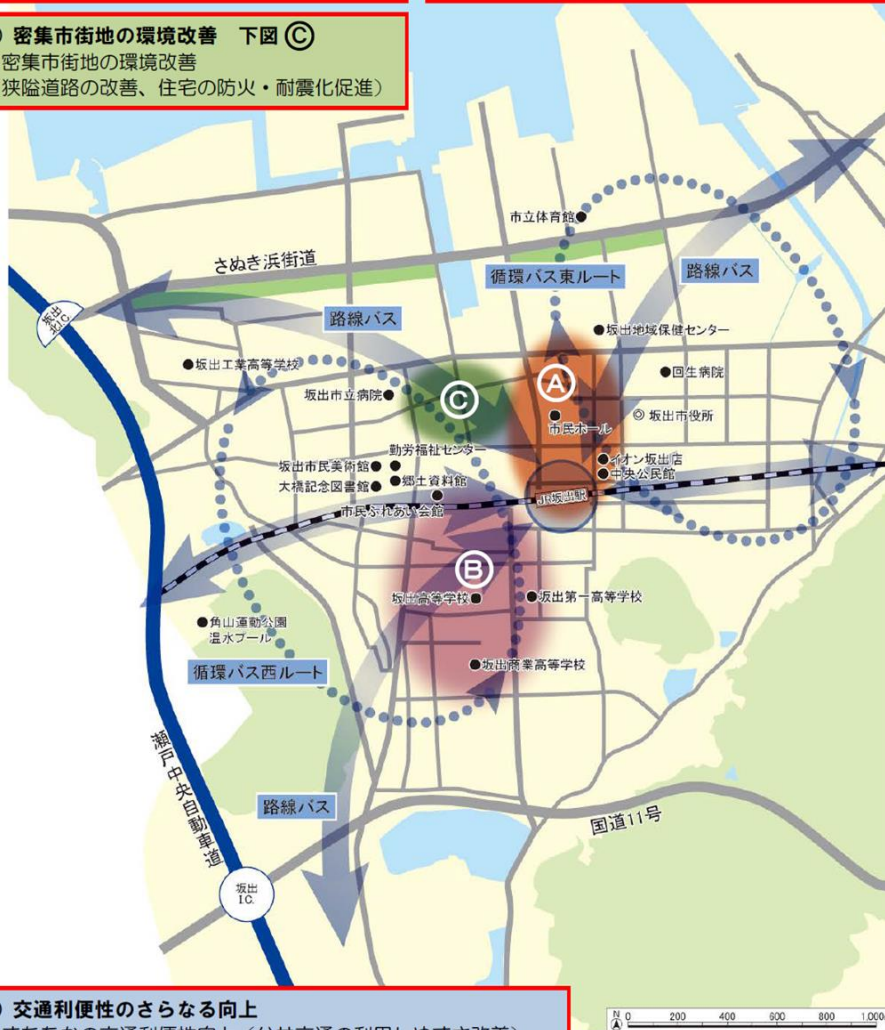 密集市街地の環境改善 下図Ⓒ
密集市街地の環境改善
狭隘道路の改善、住宅の防火・耐震化促進)
市立体育館
さぬき浜街道
循環バス東ルート
路線バス
坂出北I.C.
路線バス
坂出地域保健センター
坂出工業高等学校
回生病院
Ⓐ
坂出市立病院
Ⓒ
坂出市役所
市民ホール
勤労福祉センター
イオン坂出店
坂出市民美術館
中央公民館
郷土資料館
大橋記念図書館
JR坂出駅
市民ふれあい会館
Ⓑ
坂出高等学校
坂出第一高等学校
角山運動公園
温水プール
坂出商業高等学校
循環バス西ルート
瀬戸中央自動車道
路線バス
国道11号
坂出
I.C.
交通利便性のさらなる向上
N 0 200 400 600 800 1,000